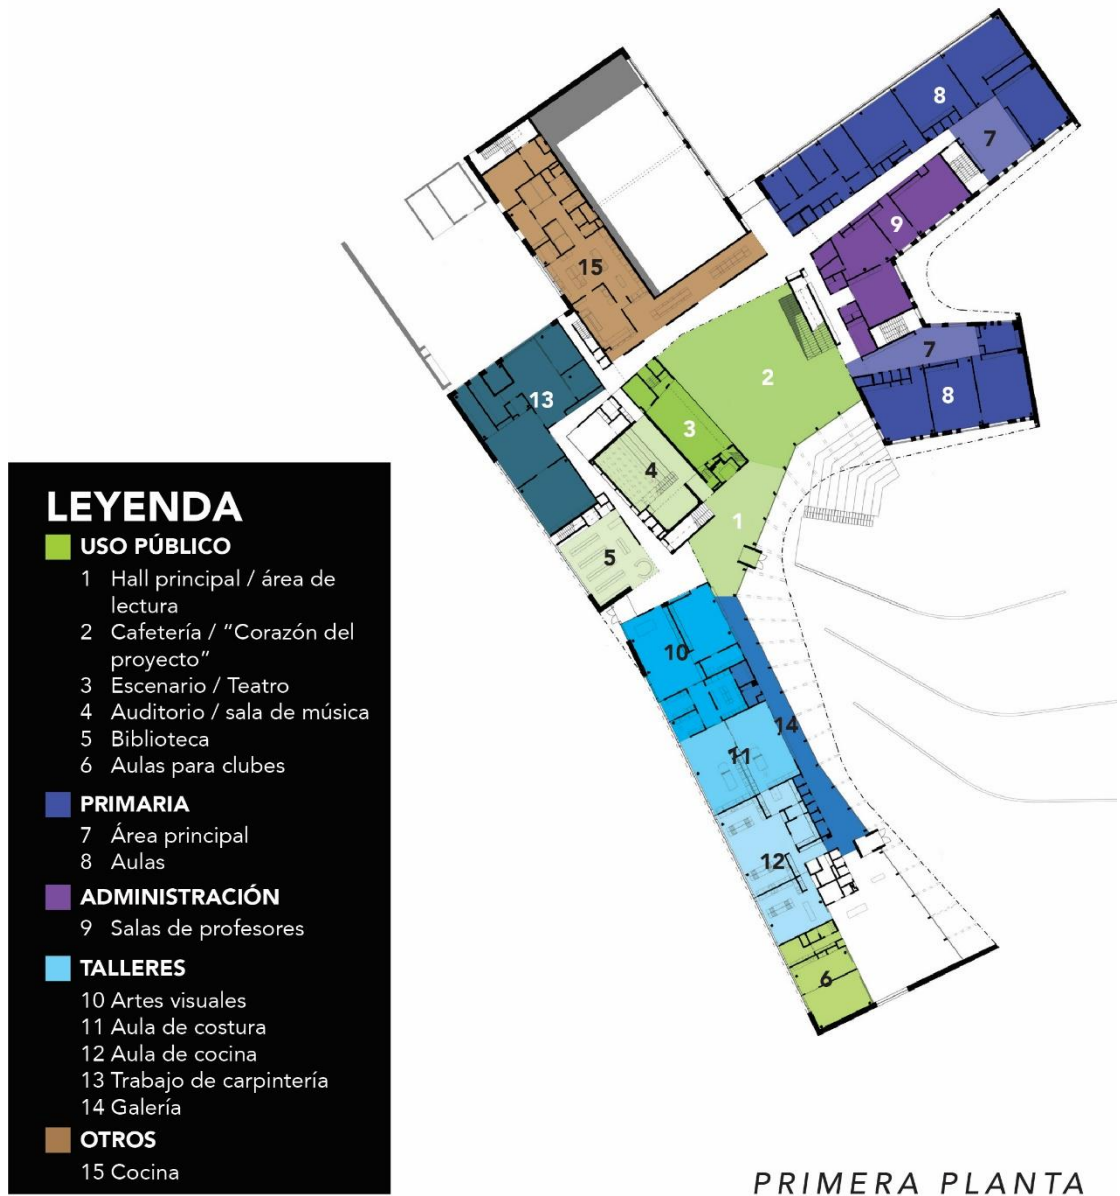 8
7
9
15
7
2
8
13
3
4
1
5
10
14
11
12
6
LEYENDA
USO PÚBLICO
1 Hall principal / área de
lectura
2 Cafetería / “Corazón del
proyecto”
3 Escenario / Teatro
4 Auditorio / sala de música
5 Biblioteca
6 Aulas para clubes
PRIMARIA
7 Área principal
8 Aulas
ADMINISTRACIÓN
9 Salas de profesores
TALLERES
10 Artes visuales
11 Aula de costura
12 Aula de cocina
13 Trabajo de carpintería
14 Galería
OTROS
15 Cocina
PRIMERA PLANTA